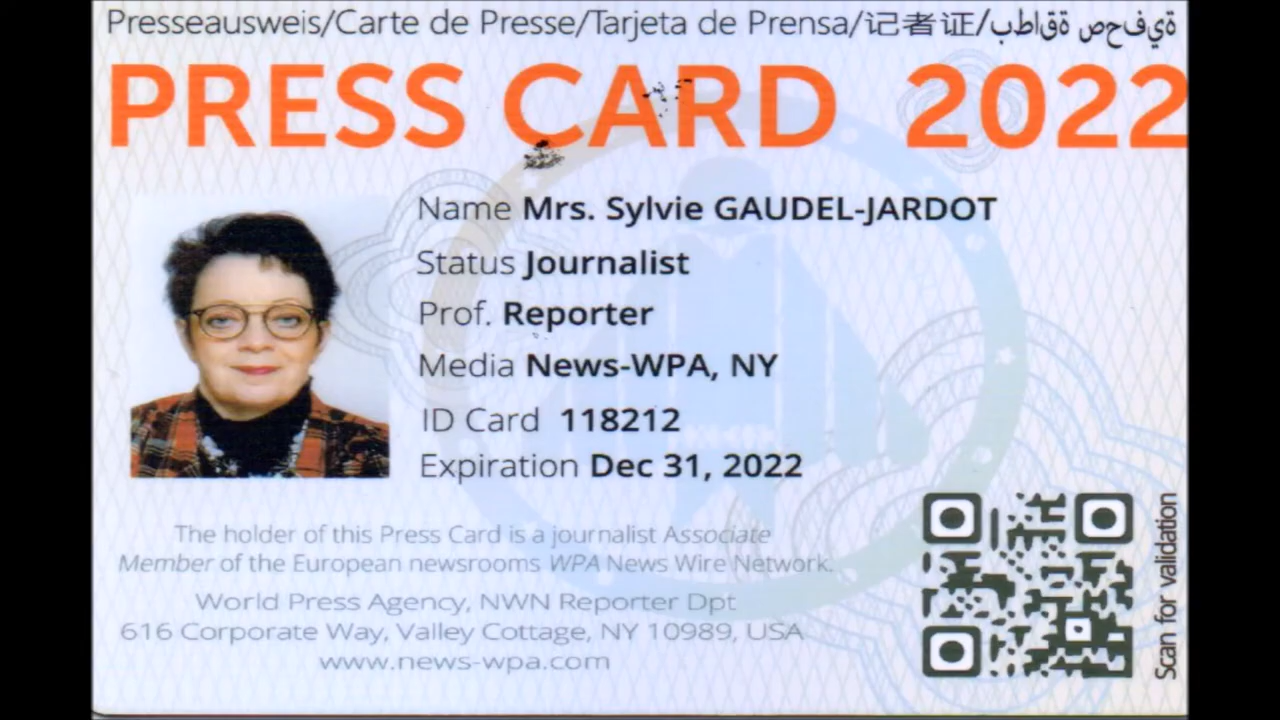 Presseausweis/Carte de Presse/Tarjeta de Prensa/记者证/بطاقة صحفية
PRESS CARD 2022
Name Mrs. Sylvie GAUDEL-JARDOT
Status Journalist
Prof. Reporter
Media News-WPA, NY
ID Card 118212
Expiration Dec 31, 2022
The holder of this Press Card is a journalist Associate
Member of the European newsrooms WPA News Wire Network.
World Press Agency, NWN Reporter Dpt
616 Corporate Way, Valley Cottage, NY 10989, USA
www.news-wpa.com
Scan for validation